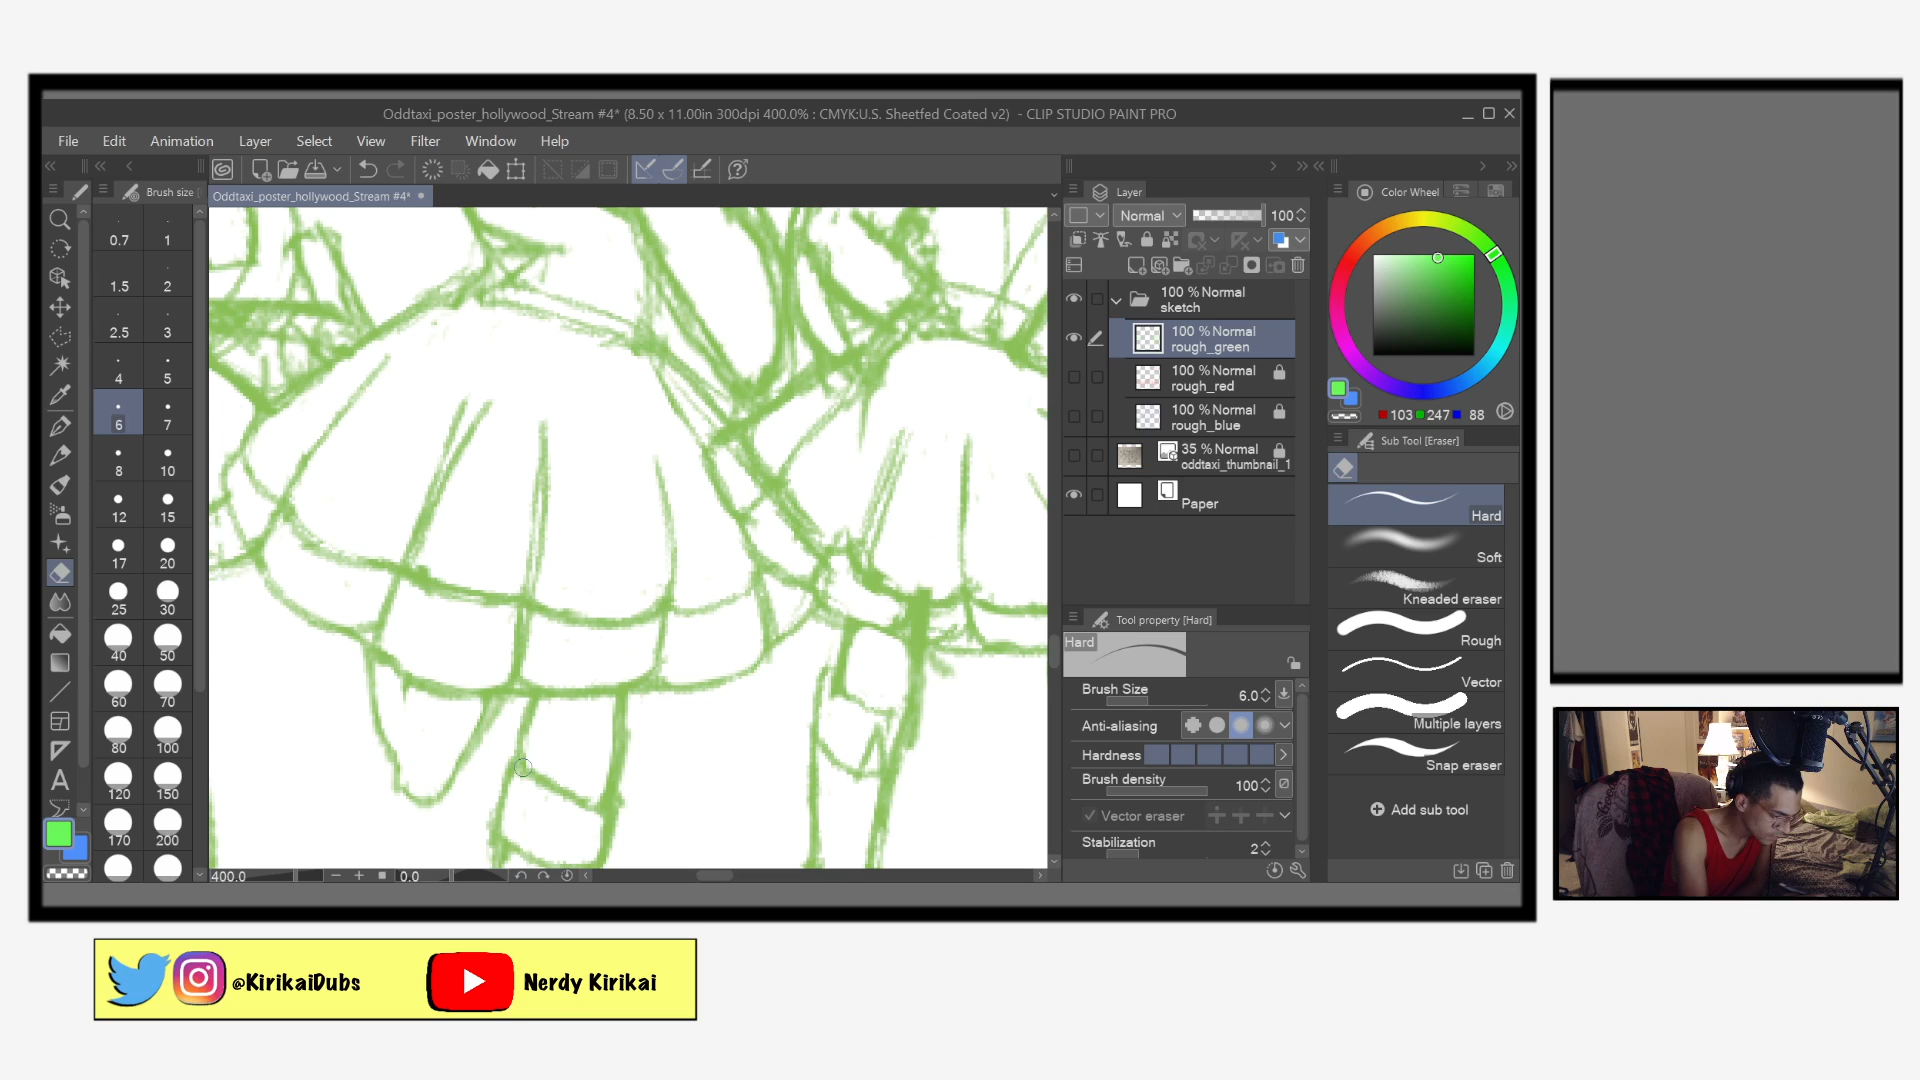 Oddtaxi_poster_hollywood_Stream #4* (8.50 x 11.00in 300dpi 400.0% : CMYK:U.S. Sheetfed Coated v2) - CLIP STUDIO PAINT PRO
File Edit Animation Layer Select View Filter Window Help
Brush size
Oddtaxi_poster_hollywood_Stream #4*
Layer
Color Wheel
Normal 100
0.7 1
1.5 2
2.5 3
4 5
6 7
8 10
12 15
17 20
25 30
40 50
60 70
80 100
120 150
170 200
400.0
0.0
100 % Normal
sketch
100 % Normal
rough_green
100 % Normal
rough_red
100 % Normal
rough_blue
35 % Normal
oddtaxi_thumbnail_1
Paper
Tool property [Hard]
Hard
Brush Size 6.0
Anti-aliasing
Hardness
Brush density 100
Vector eraser
Stabilization 2
103 247 88
Sub Tool [Eraser]
Hard
Soft
Kneaded eraser
Rough
Vector
Multiple layers
Snap eraser
Add sub tool
@KirikaiDubs Nerdy Kirikai